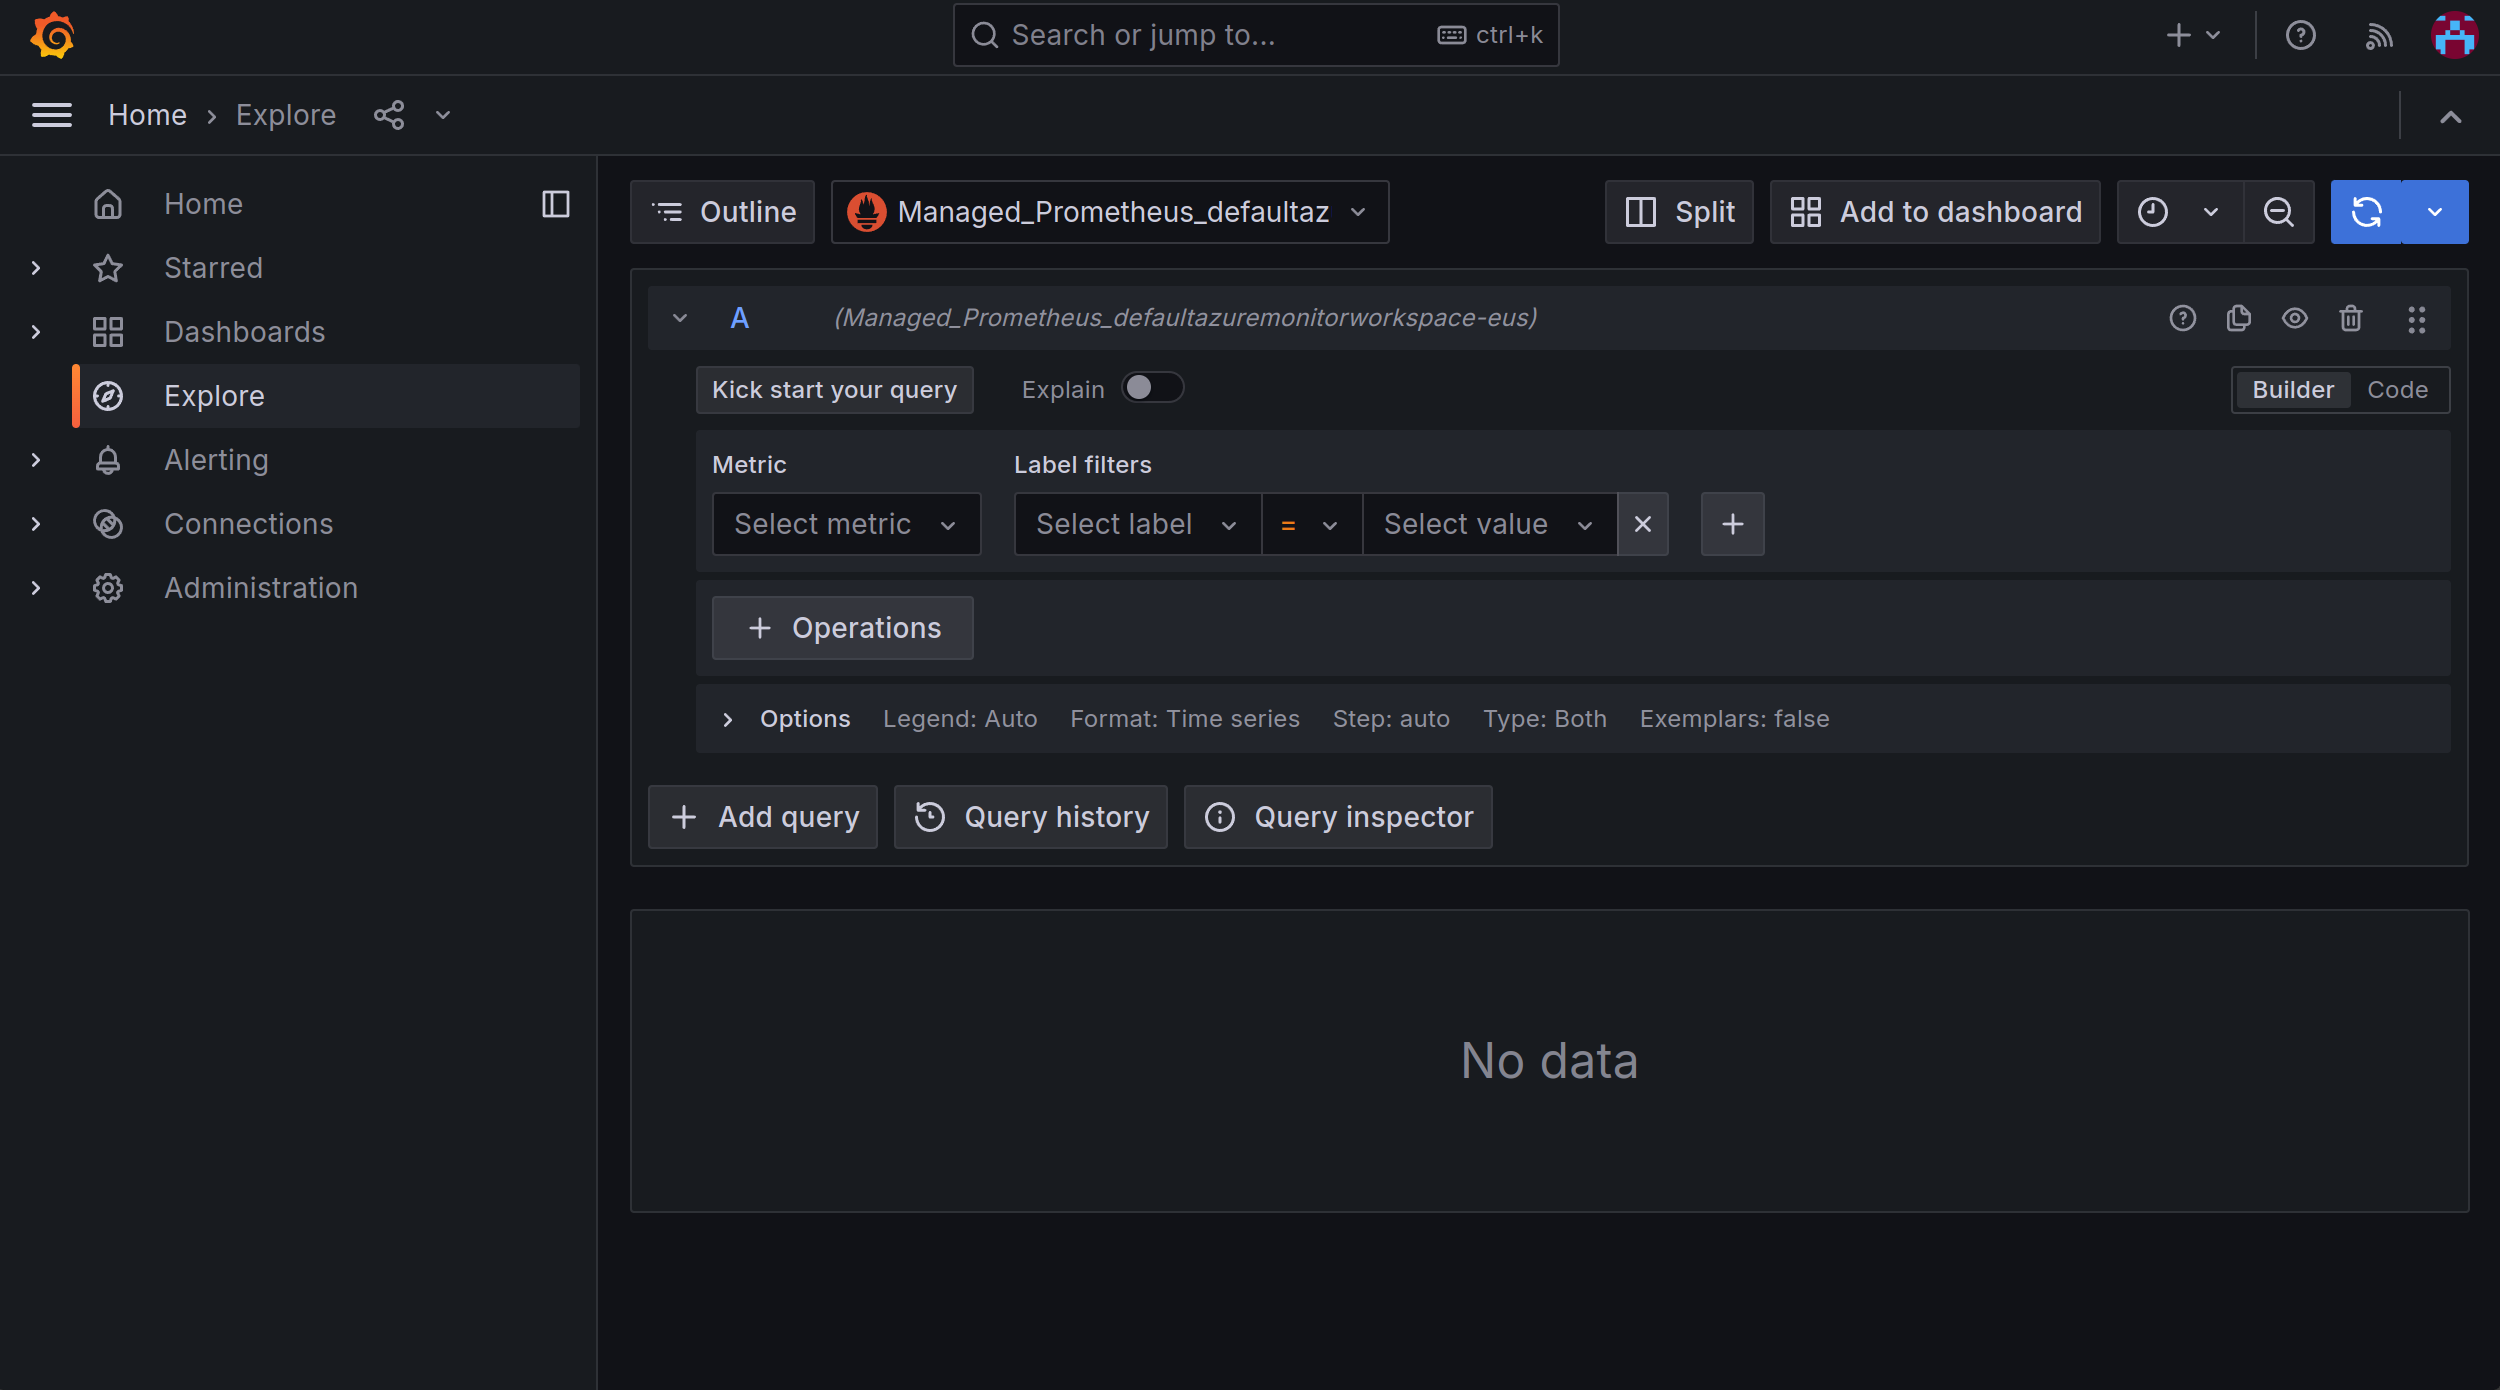 Search or jump to...
ctrl+k
Home
Explore
Home
Starred
Dashboards
Explore
Alerting
Connections
Administration
Outline
Managed_Prometheus_defaultaz
Split
Add to dashboard
A
(Managed_Prometheus_defaultazuremonitorworkspace-eus)
Kick start your query
Explain
Builder
Code
Metric
Label filters
Select metric
Select label
=
Select value
Operations
Options
Legend: Auto
Format: Time series
Step: auto
Type: Both
Exemplars: false
Add query
Query history
Query inspector
No data